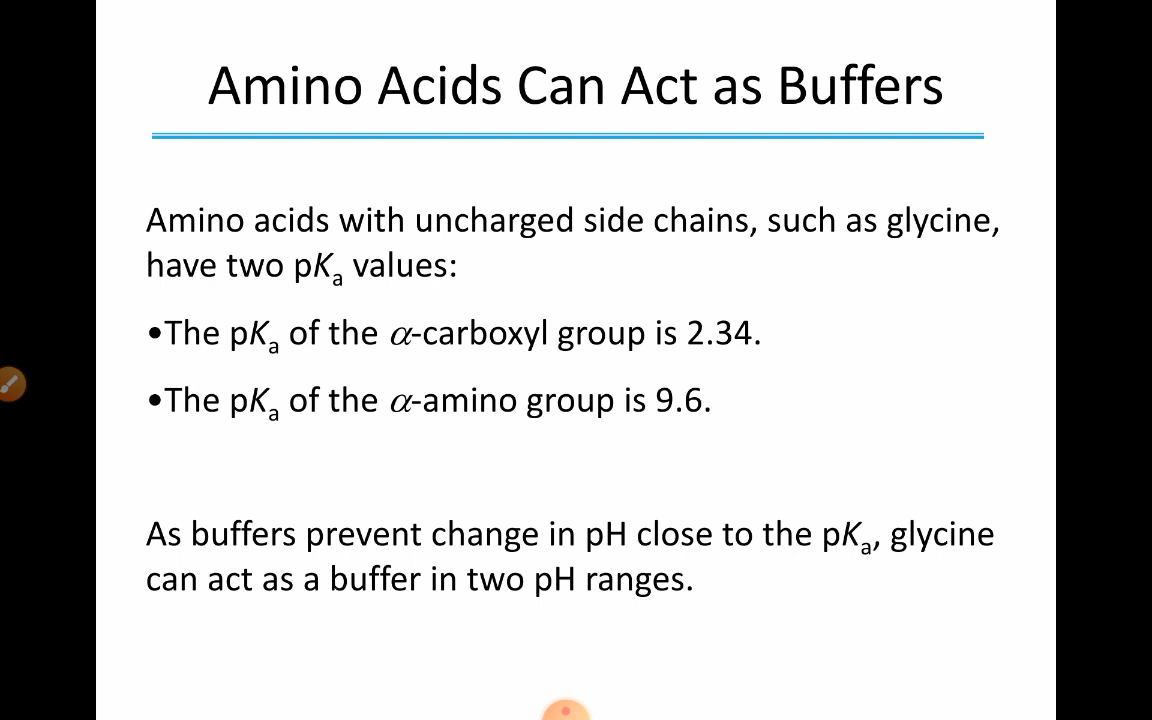 Amino Acids Can Act as Buffers
Amino acids with uncharged side chains, such as glycine,
have two pKa values:
•The pKa of the α-carboxyl group is 2.34.
•The pKa of the α-amino group is 9.6.
As buffers prevent change in pH close to the pKa, glycine
can act as a buffer in two pH ranges.